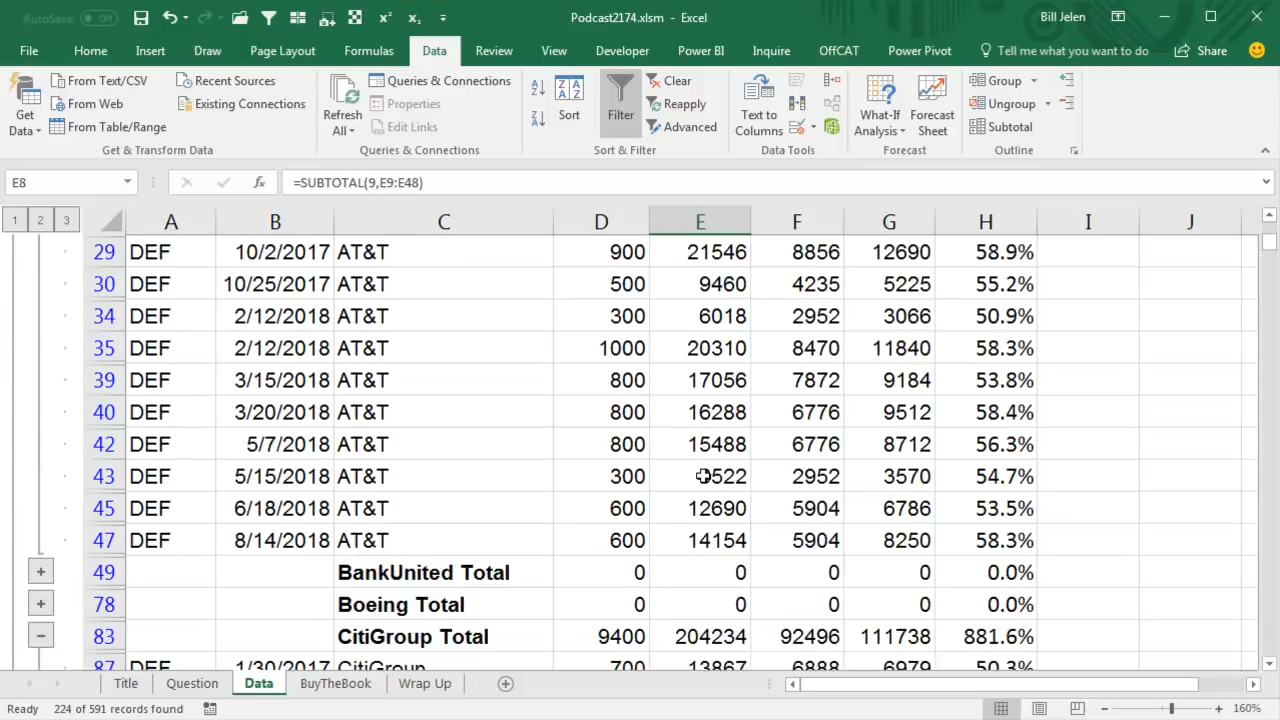 AutoSave Off Podcast2174.xlsm - Excel Bill Jelen
File Home Insert Draw Page Layout Formulas Data Review View Developer Power BI Inquire OffCAT Power Pivot Tell me what you want to do Share
From Text/CSV Recent Sources Queries & Connections Clear Group
From Web Existing Connections Properties Reapply Ungroup
From Table/Range Edit Links Advanced Subtotal
Get Data Refresh All Sort Filter Text to Columns What-If Analysis Forecast Sheet
Get & Transform Data Queries & Connections Sort & Filter Data Tools Forecast Outline
E8 fx =SUBTOTAL(9,E9:E48)
1 2 3 A B C D E F G H I J
29 DEF 10/2/2017 AT&T 900 21546 8856 12690 58.9%
30 DEF 10/25/2017 AT&T 500 9460 4235 5225 55.2%
34 DEF 2/12/2018 AT&T 300 6018 2952 3066 50.9%
35 DEF 2/12/2018 AT&T 1000 20310 8470 11840 58.3%
39 DEF 3/15/2018 AT&T 800 17056 7872 9184 53.8%
40 DEF 3/20/2018 AT&T 800 16288 6776 9512 58.4%
42 DEF 5/7/2018 AT&T 800 15488 6776 8712 56.3%
43 DEF 5/15/2018 AT&T 300 522 2952 3570 54.7%
45 DEF 6/18/2018 AT&T 600 12690 5904 6786 53.5%
47 DEF 8/14/2018 AT&T 600 14154 5904 8250 58.3%
49 BankUnited Total 0 0 0 0 0.0%
78 Boeing Total 0 0 0 0 0.0%
83 CitiGroup Total 9400 204234 92496 111738 881.6%
87 DEF 1/30/2017 CitiGroup 700 13867 6888 6979 50.3%
Title Question Data BuyTheBook Wrap Up
Ready 224 of 591 records found 160%